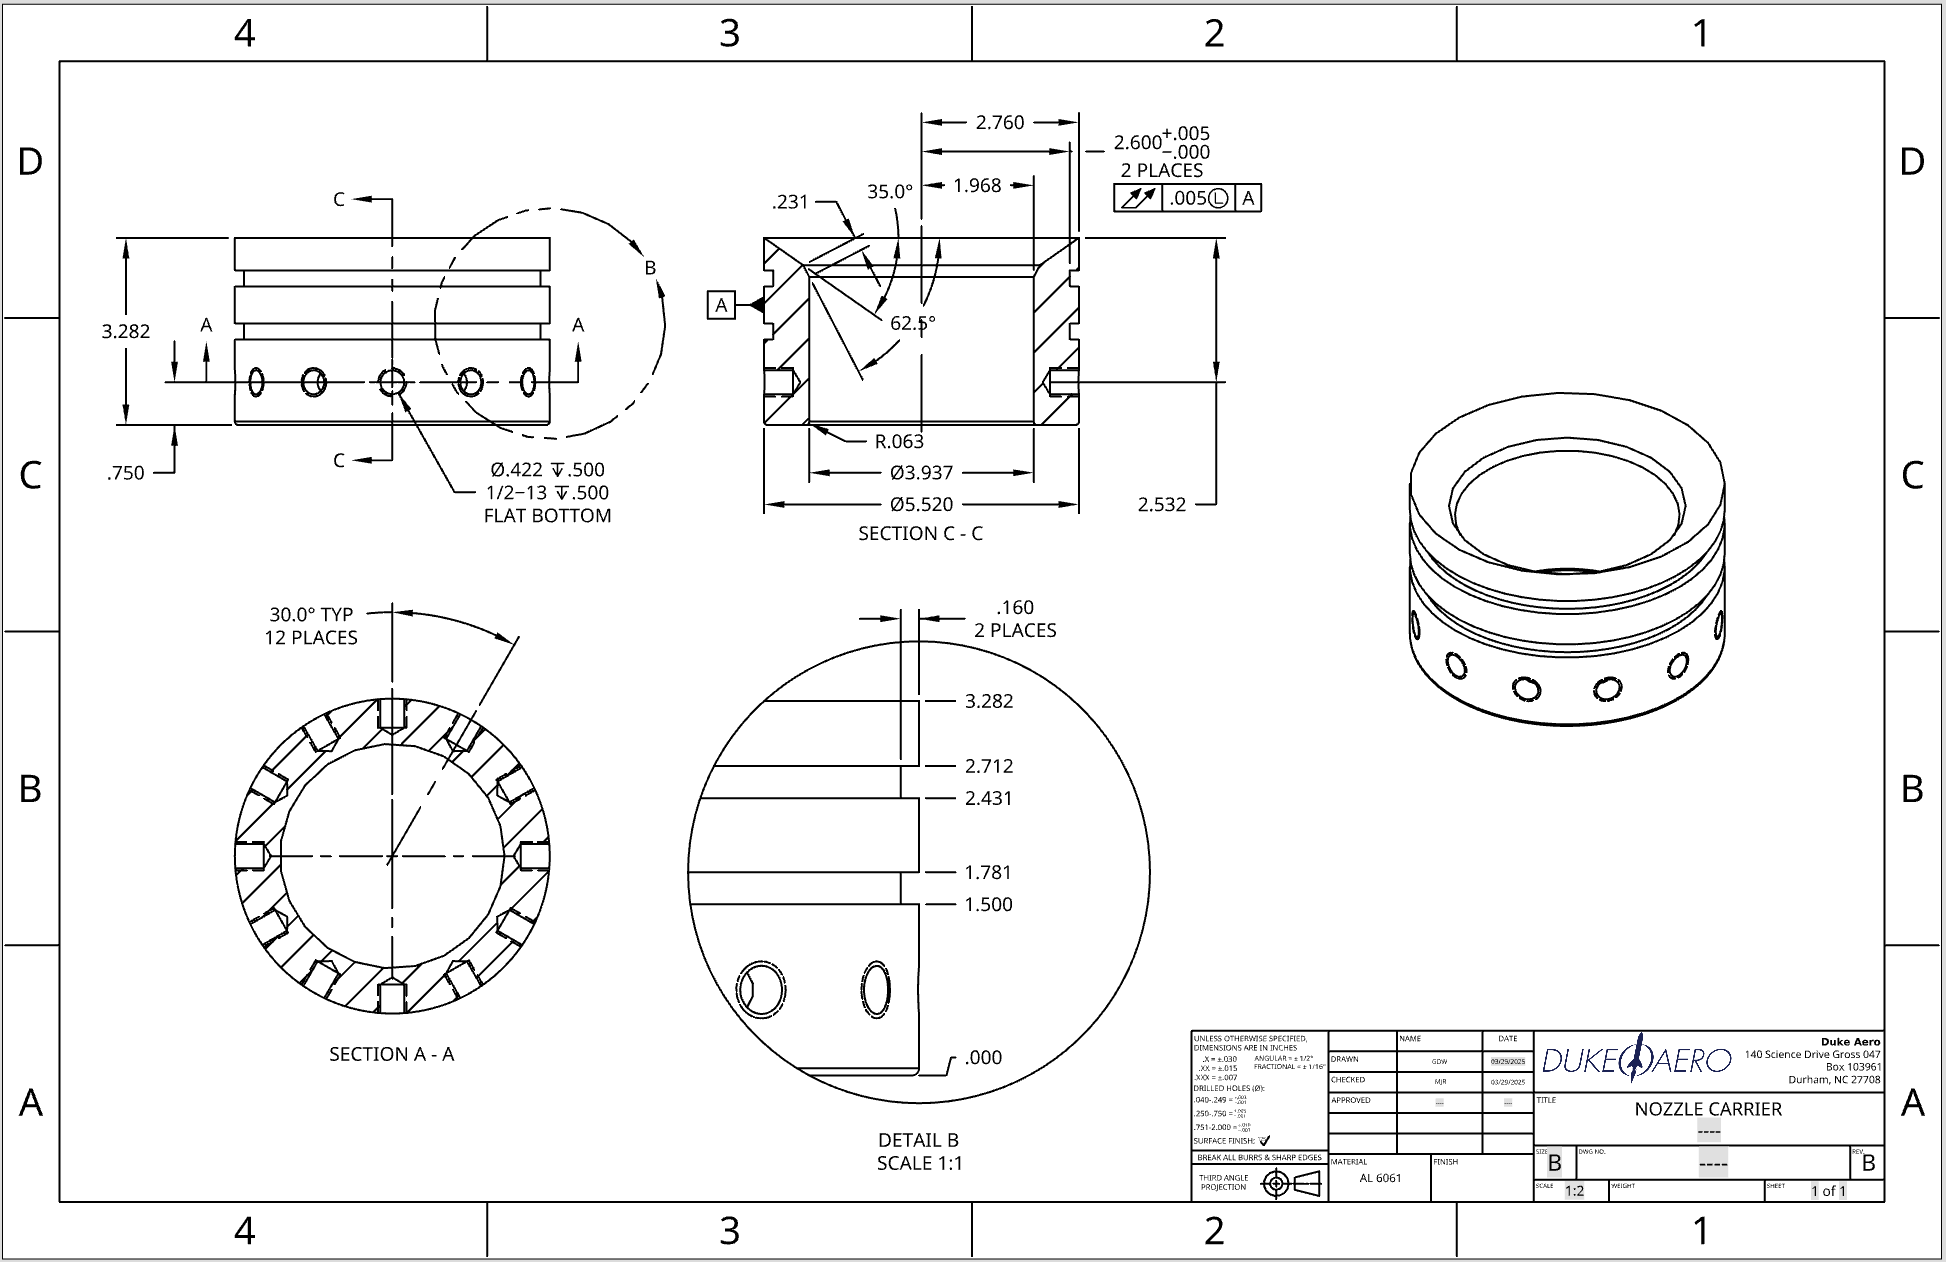 4 3 2 1
D
D
C
C
B
B
A
A
C
C
B
A
A
3.282
.750
Ø.422 ↧.500
1/2−13 ↧.500
FLAT BOTTOM
2.760
2.600+.005
−.000
2 PLACES
.005Ⓛ A
1.968
35.0°
.231
62.5°
A
R.063
Ø3.937
Ø5.520
2.532
SECTION C - C
30.0° TYP
12 PLACES
SECTION A - A
.160
2 PLACES
3.282
2.712
2.431
1.781
1.500
.000
DETAIL B
SCALE 1:1
UNLESS OTHERWISE SPECIFIED,
DIMENSIONS ARE IN INCHES
.X = ±.030 ANGULAR = ± 1/2°
.XX = ±.015 FRACTIONAL = ± 1/16"
.XXX = ±.007
DRILLED HOLES (Ø):
.040-.249 =
.250-.750 =
.751-2.000 =
SURFACE FINISH:
BREAK ALL BURRS & SHARP EDGES
THIRD ANGLE
PROJECTION
NAME DATE
DRAWN GDW 03/29/2025
CHECKED MJR 03/29/2025
APPROVED --- ---
MATERIAL
AL 6061
FINISH
DUKE AERO
Duke Aero
140 Science Drive Gross 047
Box 103961
Durham, NC 27708
TITLE
NOZZLE CARRIER
----
SIZE
B
DWG NO.
----
REV.
B
SCALE 1:2
WEIGHT
SHEET 1 of 1
4 3 2 1